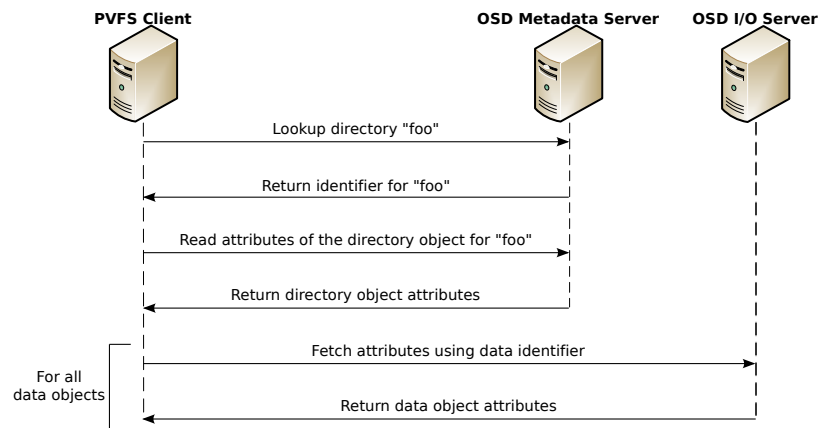 PVFS Client
OSD Metadata Server
OSD I/O Server
Lookup directory "foo"
Return identifier for "foo"
Read attributes of the directory object for "foo"
Return directory object attributes
Fetch attributes using data identifier
For all
data objects
Return data object attributes